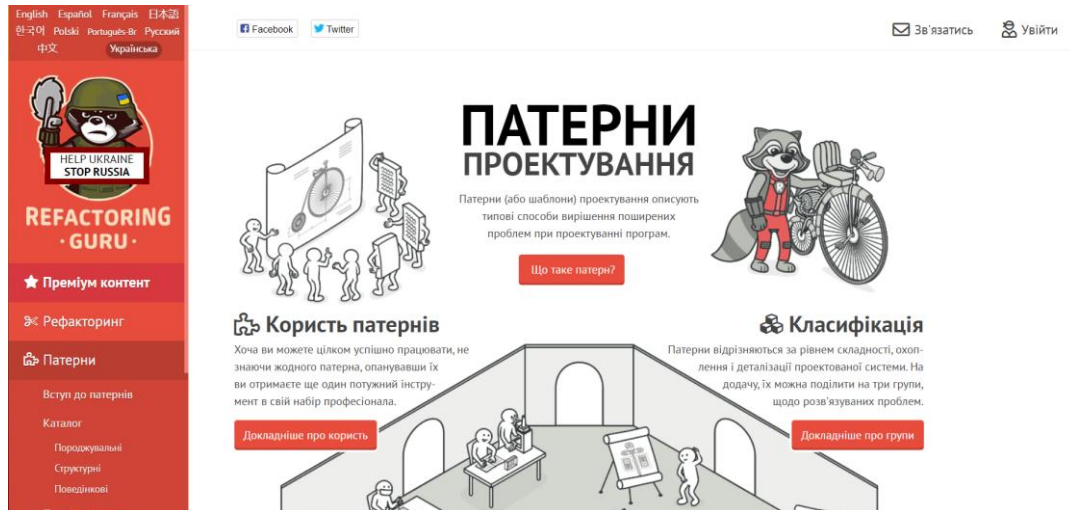 English Español Français 日本語
한국어 Polski Português-Br Русский
中文 Українська
HELP UKRAINE
STOP RUSSIA
REFACTORING
· GURU ·
Преміум контент
Рефакторинг
Патерни
Вступ до патернів
Каталог
Породжувальні
Структурні
Поведінкові
Facebook Twitter
Зв'язатись Увійти
ПАТЕРНИ
ПРОЕКТУВАННЯ
Патерни (або шаблони) проектування описують
типові способи вирішення поширених
проблем при проектуванні програм.
Що таке патерн?
Користь патернів
Хоча ви можете цілком успішно працювати, не
знаючи жодного патерна, опанувавши їх
ви отримаєте ще один потужний інстру-
мент в свій набір професіонала.
Докладніше про користь
Класифікація
Патерни відрізняються за рівнем складності, охоп-
лення і деталізації проектованої системи. На
додачу, їх можна поділити на три групи,
щодо розв'язуваних проблем.
Докладніше про групи